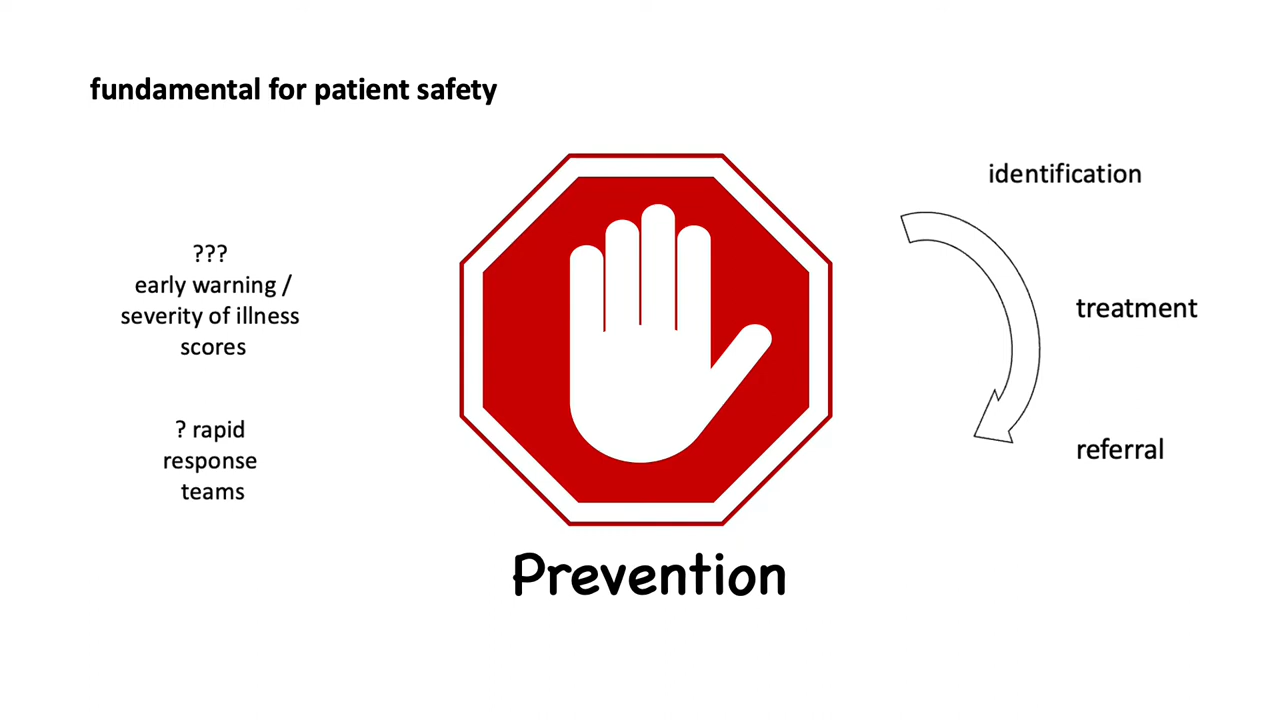 fundamental for patient safety
???
early warning /
severity of illness
scores
? rapid
response
teams
Prevention
identification
treatment
referral